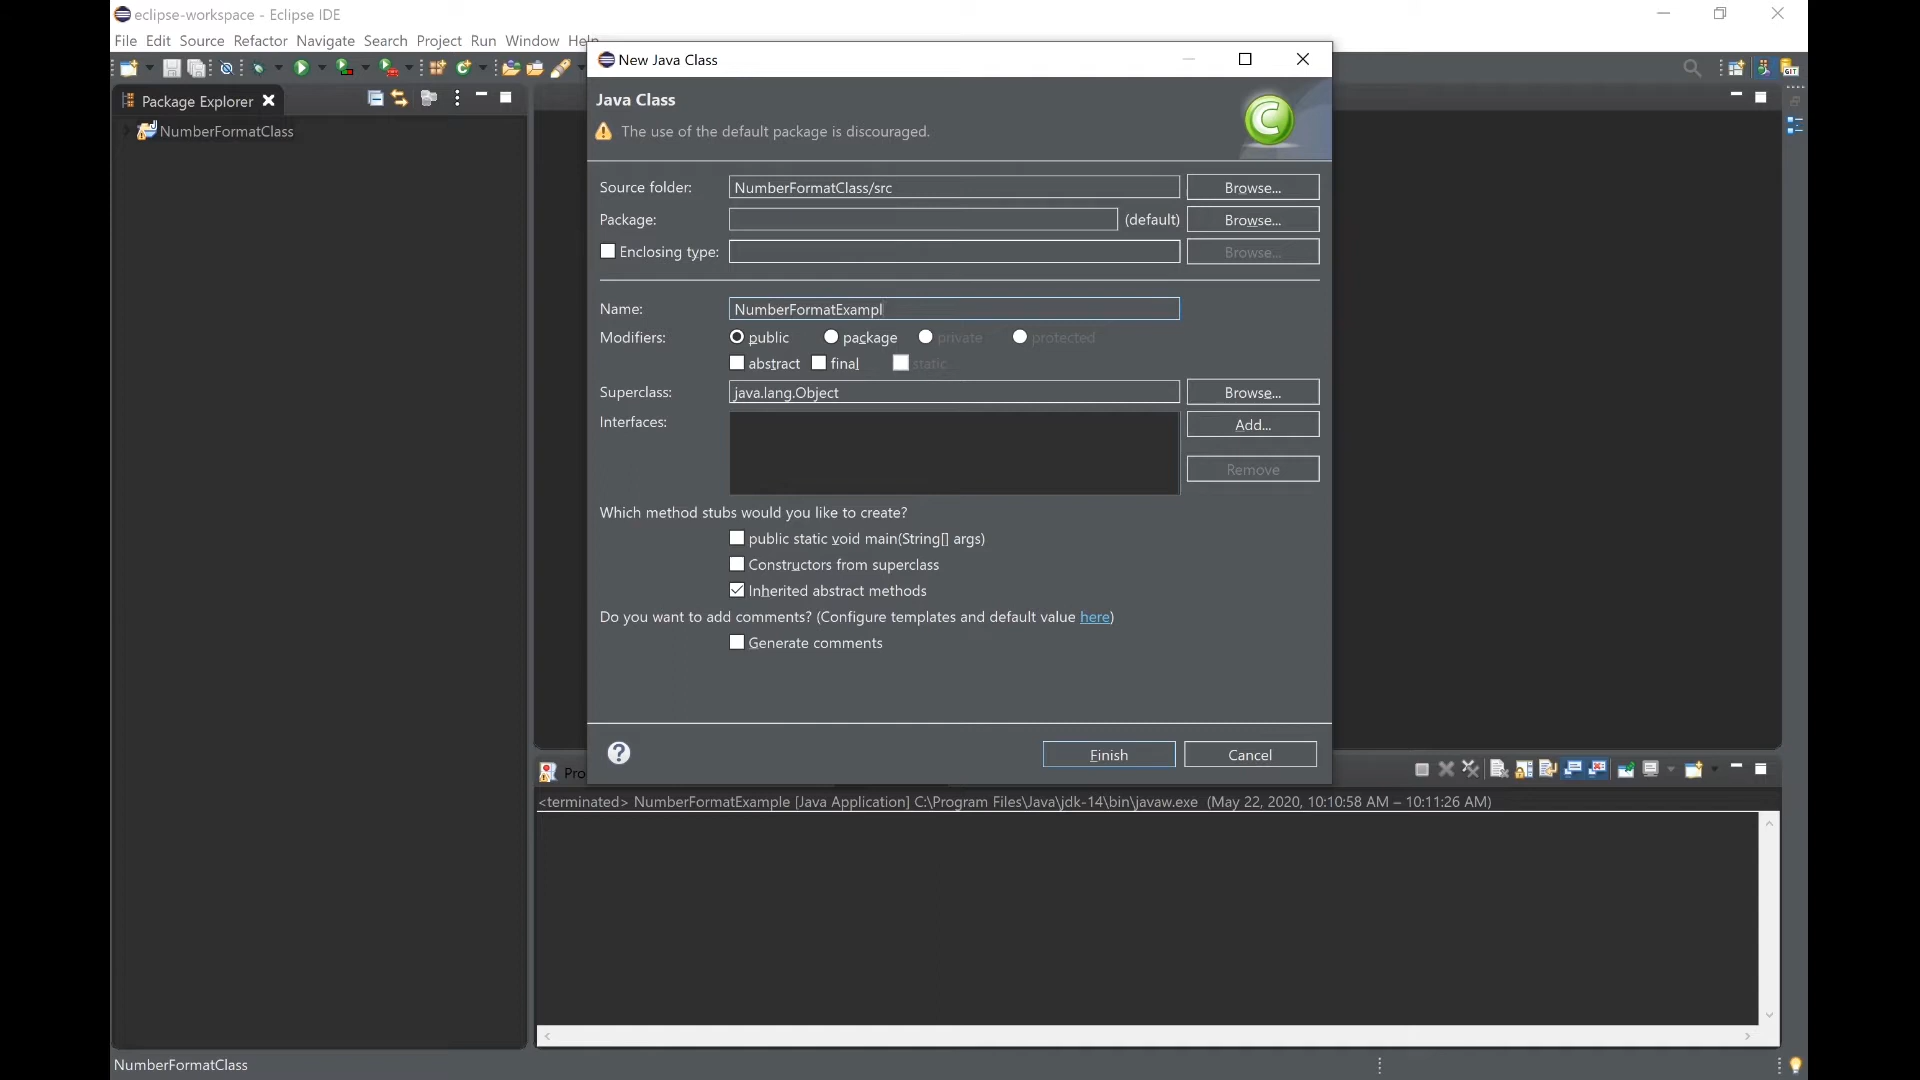 eclipse-workspace - Eclipse IDE
File Edit Source Refactor Navigate Search Project Run Window Help
New Java Class
Package Explorer
NumberFormatClass
Java Class
The use of the default package is discouraged.
Source folder: NumberFormatClass/src Browse...
Package: (default) Browse...
Enclosing type: Browse...
Name: NumberFormatExampl
Modifiers: public package private protected
abstract final static
Superclass: java.lang.Object Browse...
Interfaces: Add...
Remove
Which method stubs would you like to create?
public static void main(String[] args)
Constructors from superclass
Inherited abstract methods
Do you want to add comments? (Configure templates and default value here)
Generate comments
Finish Cancel
Pro
<terminated> NumberFormatExample [Java Application] C:\Program Files\Java\jdk-14\bin\javaw.exe (May 22, 2020, 10:10:58 AM – 10:11:26 AM)
NumberFormatClass